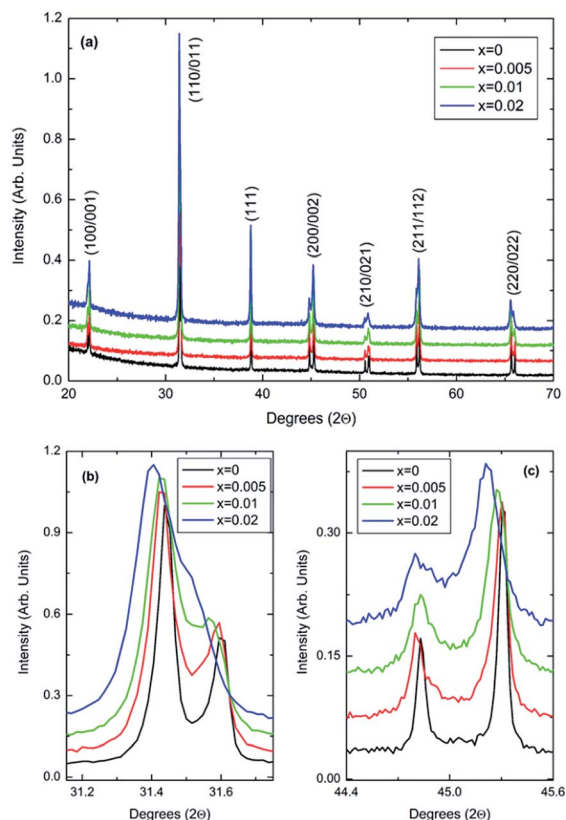 (a)
x=0
x=0.005
x=0.01
x=0.02
(100/001)
(110/011)
(111)
(200/002)
(210/021)
(211/112)
(220/022)
Intensity (Arb. Units)
1.2
1.0
0.8
0.6
0.4
0.2
0.0
20 30 40 50 60 70
Degrees (2Θ)
(b)
x=0
x=0.005
x=0.01
x=0.02
Intensity (Arb. Units)
1.2
0.9
0.6
0.3
0.0
31.2 31.4 31.6
Degrees (2Θ)
(c)
x=0
x=0.005
x=0.01
x=0.02
Intensity (Arb. Units)
0.30
0.15
0.00
44.4 45.0 45.6
Degrees (2Θ)